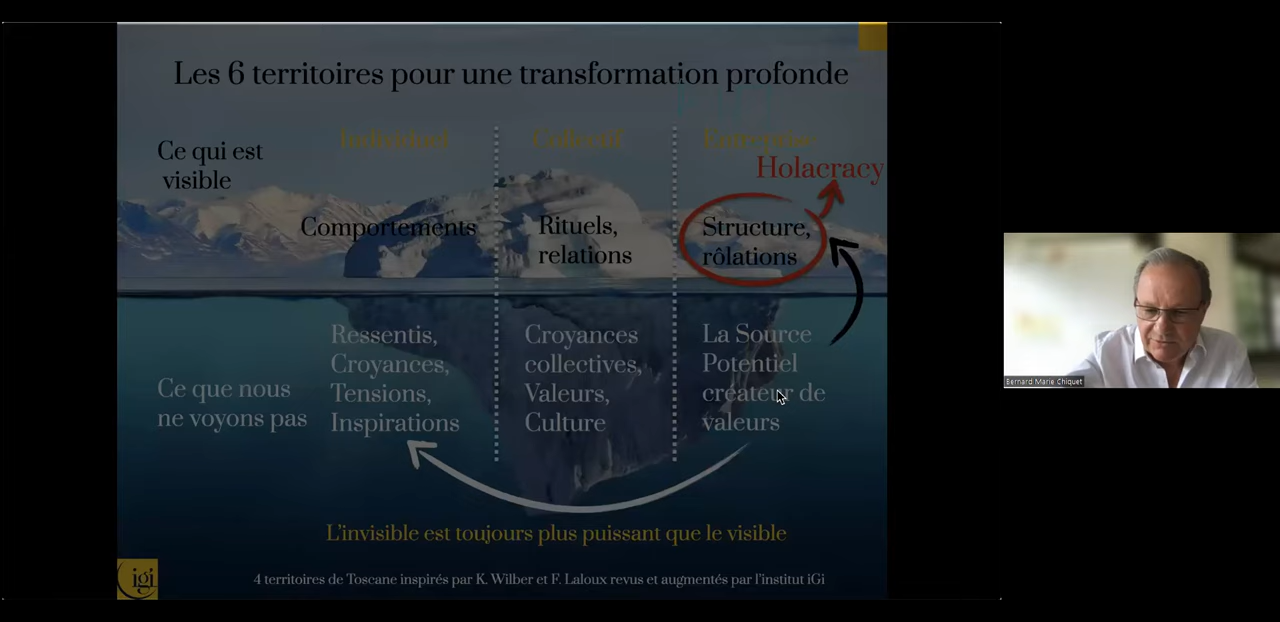 Les 6 territoires pour une transformation profonde
Individuel
Collectif
Entreprise
Holacracy
Ce qui est
visible
Comportements
Rituels,
relations
Structure,
rôlations
Ce que nous
ne voyons pas
Ressentis,
Croyances,
Tensions,
Inspirations
Croyances
collectives,
Valeurs,
Culture
La Source
Potentiel
créateur de
valeurs
L'invisible est toujours plus puissant que le visible
igi
4 territoires de Toscane inspirés par K. Wilber et F. Laloux revus et augmentés par l'institut iGi
Bernard Marie Chiquet